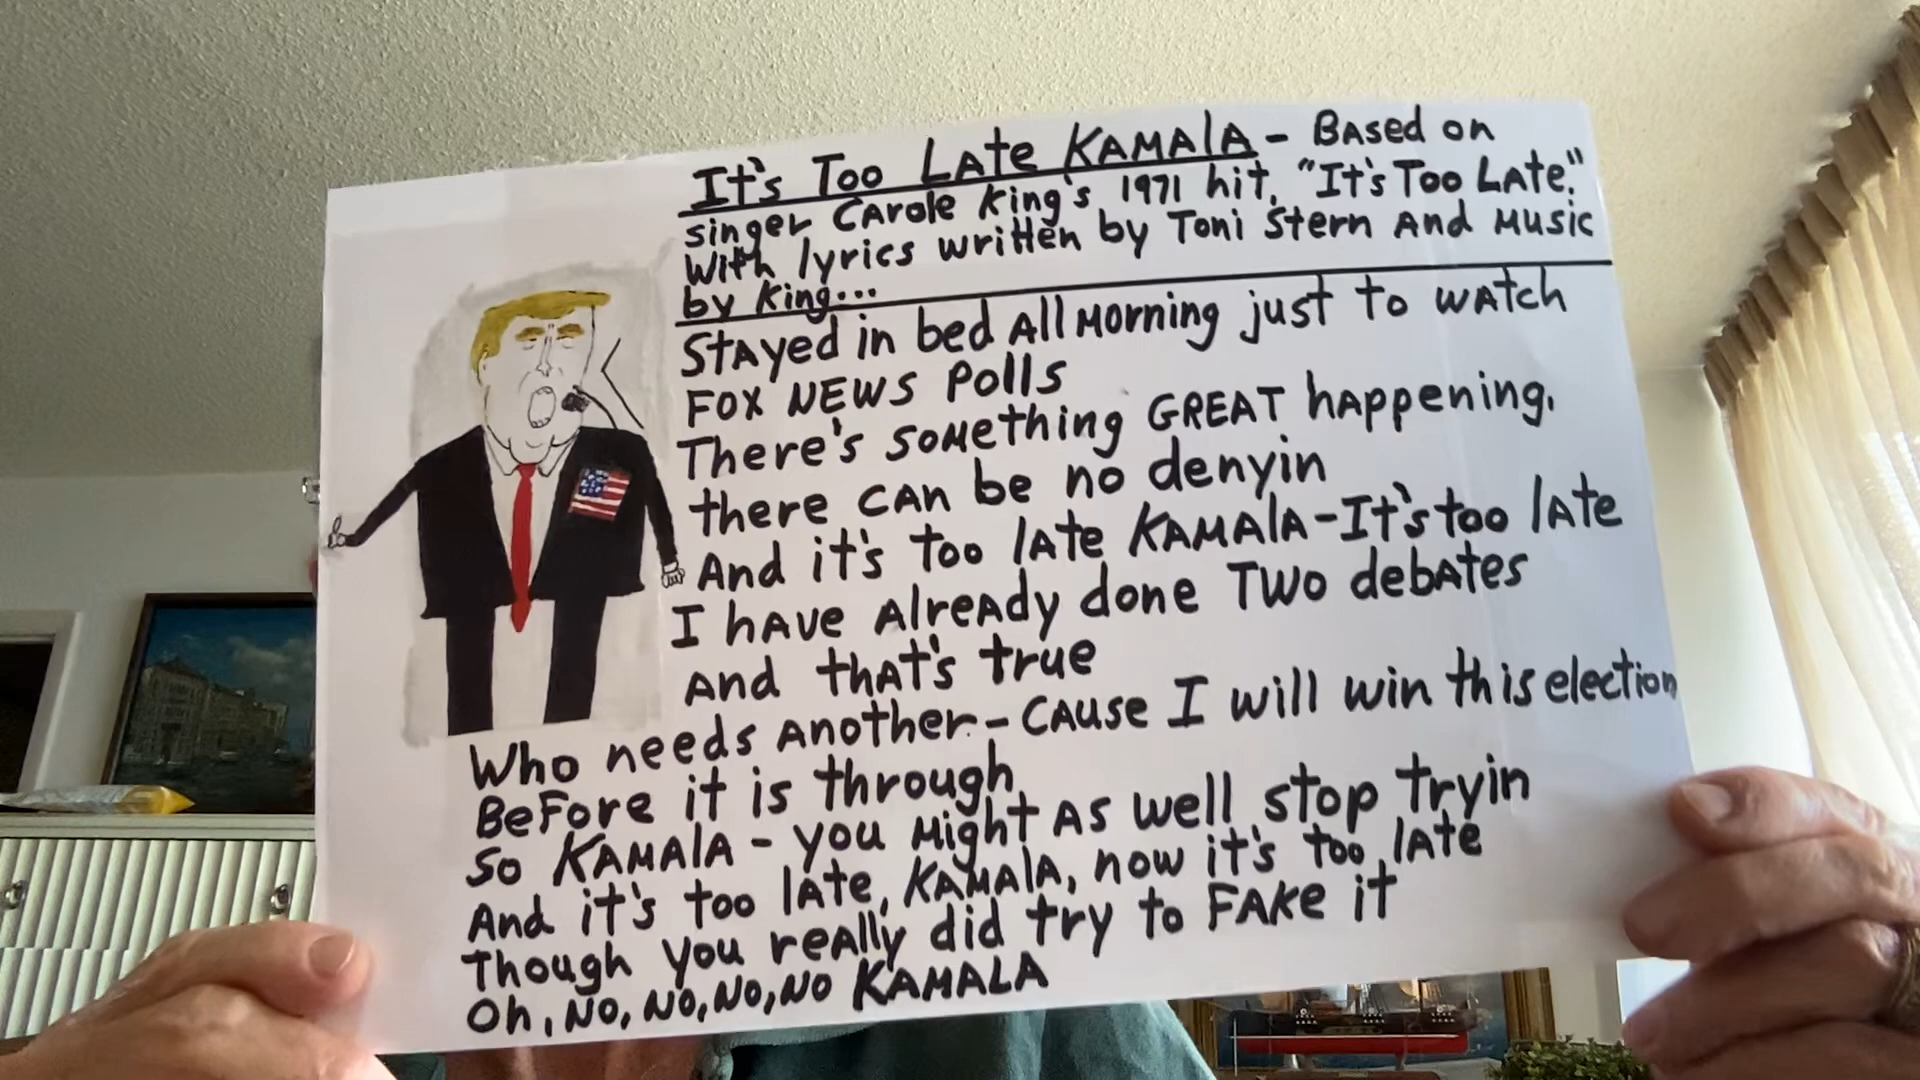 It's Too LAte KAMAlA - BAsed on
singer CArole King's 1971 hit, "It's Too LAte."
With lyrics written by Toni Stern And Music
by King...
StAyed in bed All Morning just to wAtch
FOX NEWS Polls
There's soMething GREAT hAppening,
there CAn be no denyin
And it's too lAte KAMAlA - It's too lAte
I hAve AlreAdy done TWO debAtes
And thAt's true
Who needs Another - CAuse I will win this election
BeFore it is through
So KAMAlA - you Might As well stop tryin
And it's too lAte, KAMAlA, now it's too lAte
Though you reAlly did try to FAKe it
Oh, No, No, No, No KAMALA